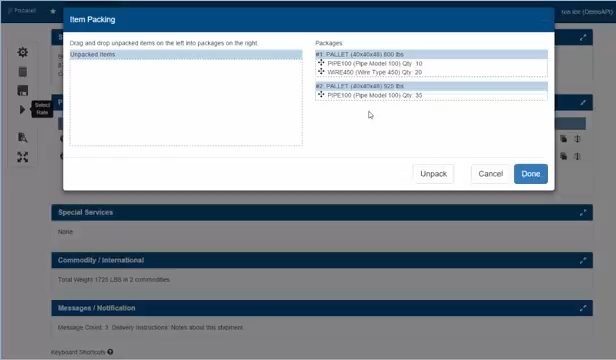 Item Packing
Drag and drop unpacked items on the left into packages on the right.
Unpacked Items
Packages:
#1: PALLET (40x40x48) 800 lbs
PIPE100 (Pipe Model 100) Qty: 10
WIRE450 (Wire Type 450) Qty: 20
#2: PALLET (40x40x48) 925 lbs
PIPE100 (Pipe Model 100) Qty: 35
Unpack
Cancel
Done
Select
Rate
Special Services
None
Commodity / International
Total Weight 1725 LBS in 2 commodities.
Messages / Notification
Message Count: 1 Delivery Instructions: Notes about this shipment.
Keyboard Shortcuts